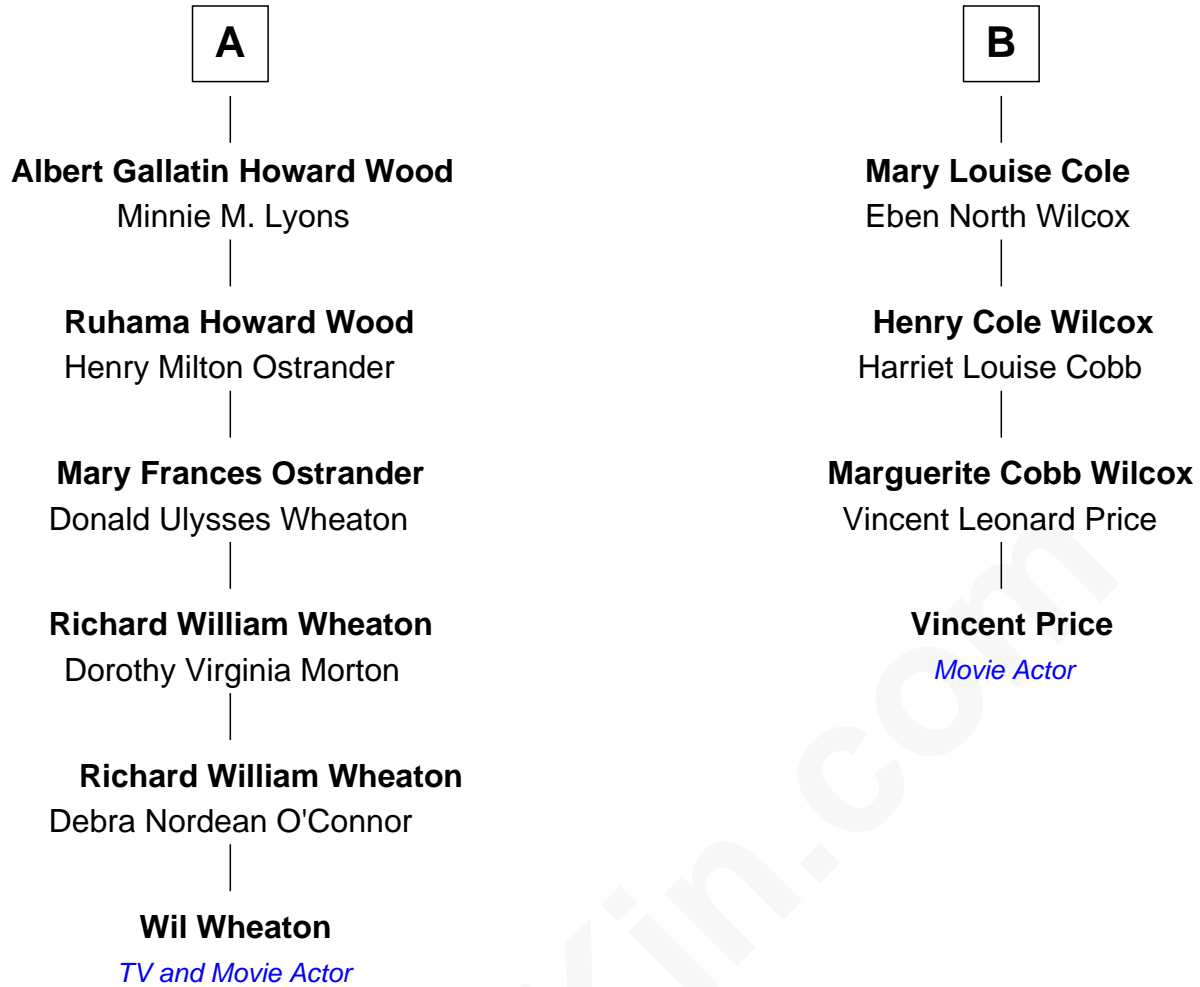 A
Albert Gallatin Howard Wood
Minnie M. Lyons
Ruhama Howard Wood
Henry Milton Ostrander
Mary Frances Ostrander
Donald Ulysses Wheaton
Richard William Wheaton
Dorothy Virginia Morton
Richard William Wheaton
Debra Nordean O'Connor
Wil Wheaton
TV and Movie Actor
B
Mary Louise Cole
Eben North Wilcox
Henry Cole Wilcox
Harriet Louise Cobb
Marguerite Cobb Wilcox
Vincent Leonard Price
Vincent Price
Movie Actor
Kin.com